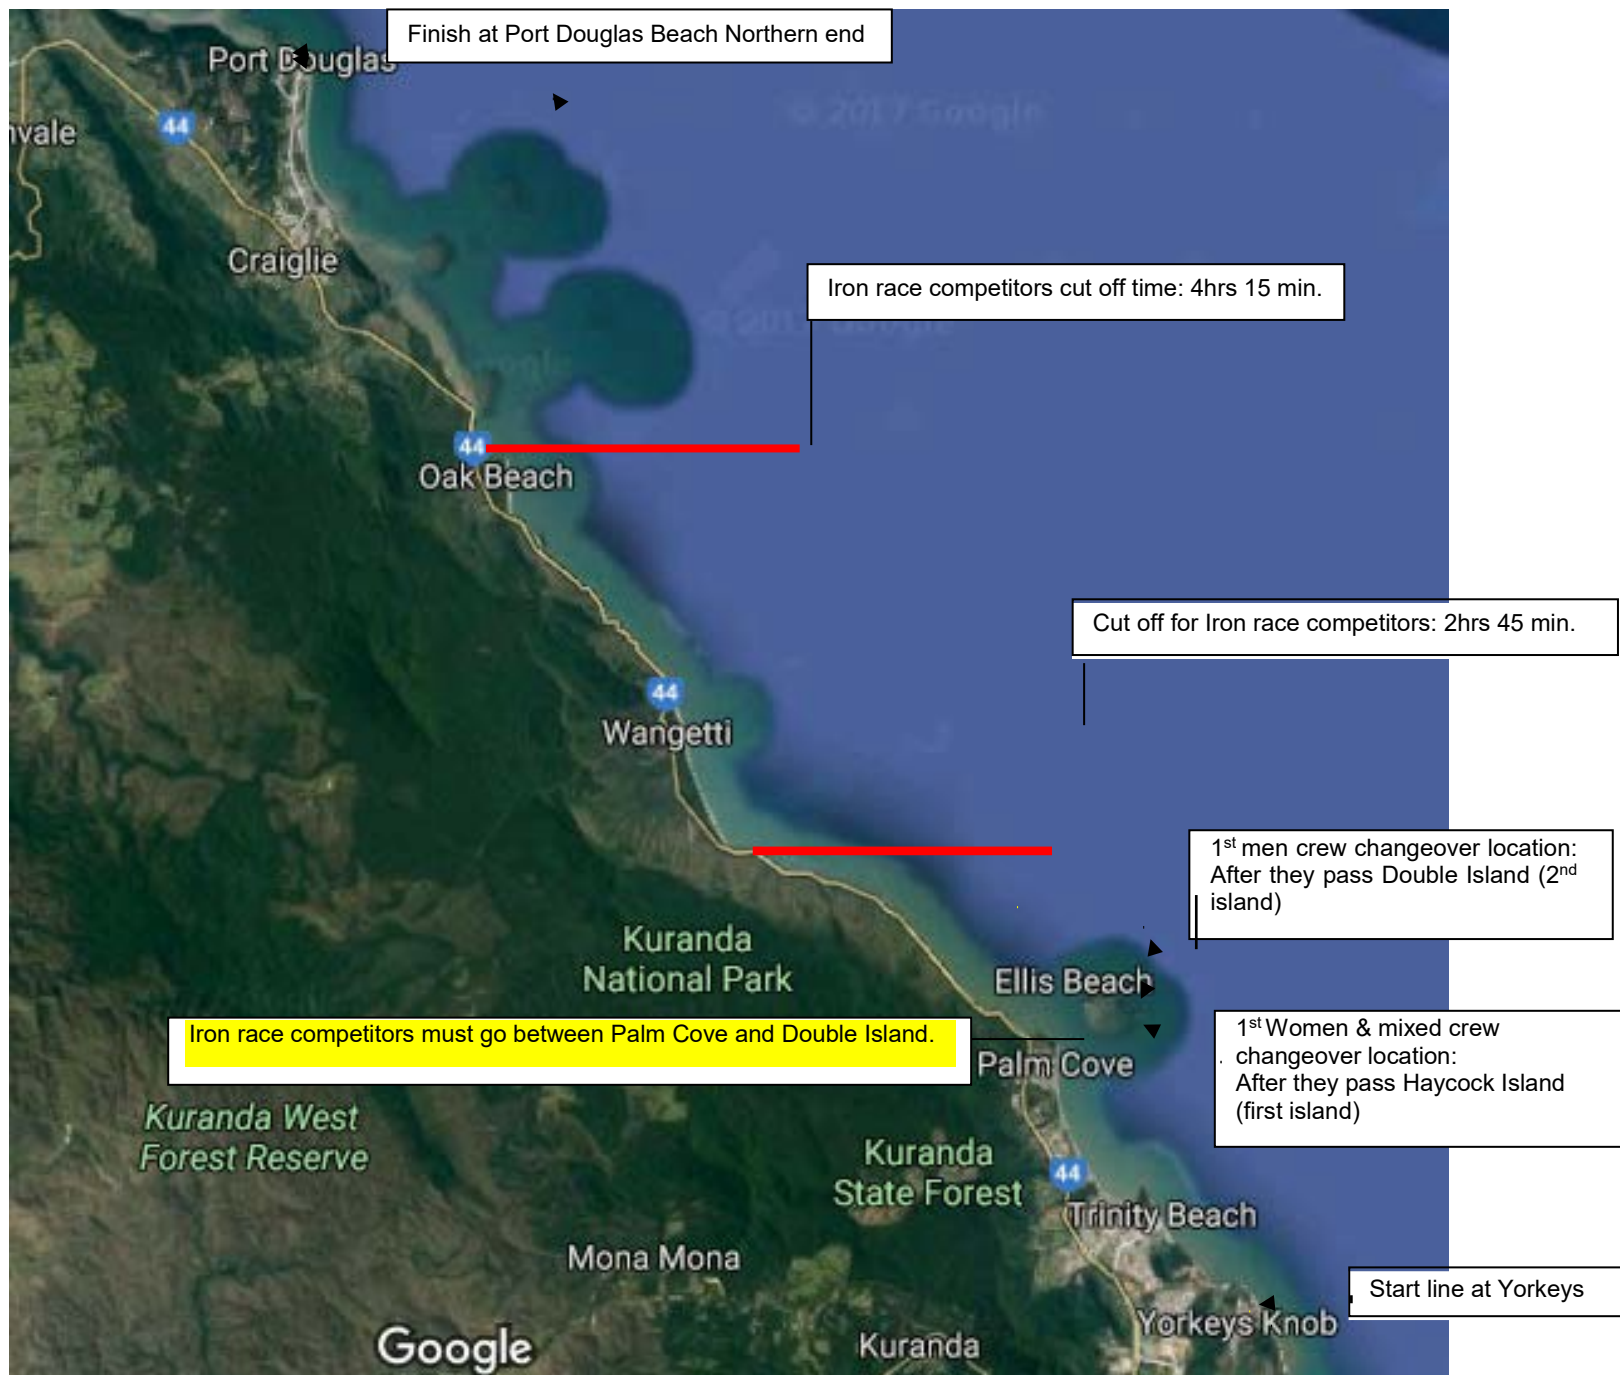 Finish at Port Douglas Beach Northern end
Port Douglas
44
nvale
© 2017 Google
Craiglie
Iron race competitors cut off time: 4hrs 15 min.
44
Oak Beach
Cut off for Iron race competitors: 2hrs 45 min.
44
Wangetti
1st men crew changeover location:
After they pass Double Island (2nd
island)
Kuranda
National Park
Ellis Beach
1st Women & mixed crew
changeover location:
After they pass Haycock Island
(first island)
Iron race competitors must go between Palm Cove and Double Island.
Palm Cove
Kuranda West
Forest Reserve
Kuranda
State Forest
44
Trinity Beach
Mona Mona
Start line at Yorkeys
Yorkeys Knob
Google
Kuranda